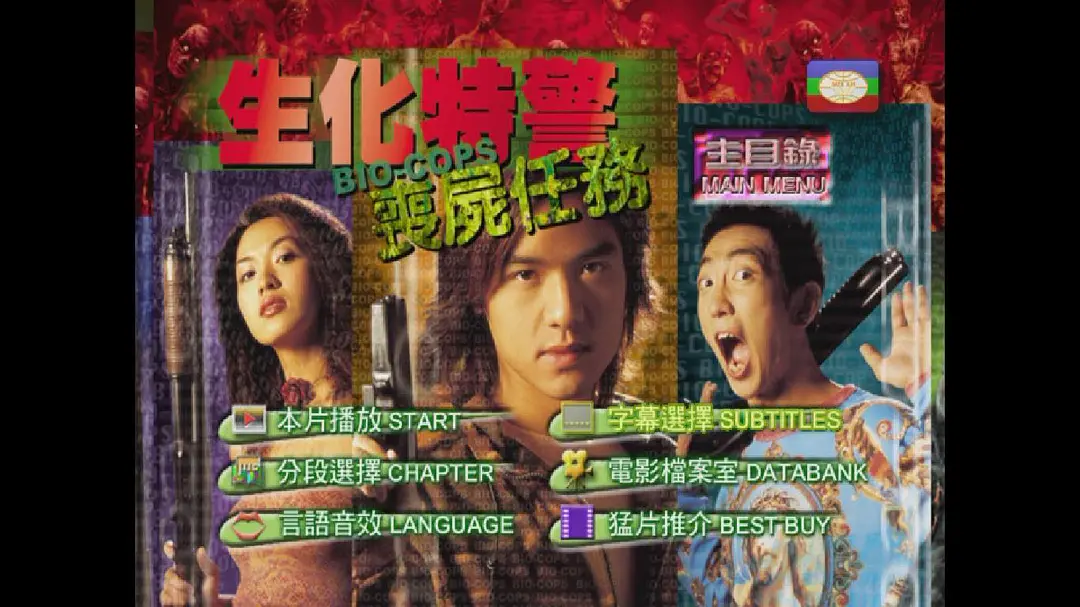 生化特警
BIO-COPS
喪屍任務
主目錄
MAIN MENU
本片播放 START
分段選擇 CHAPTER
言語音效 LANGUAGE
字幕選擇 SUBTITLES
電影檔案室 DATABANK
猛片推介 BEST BUY